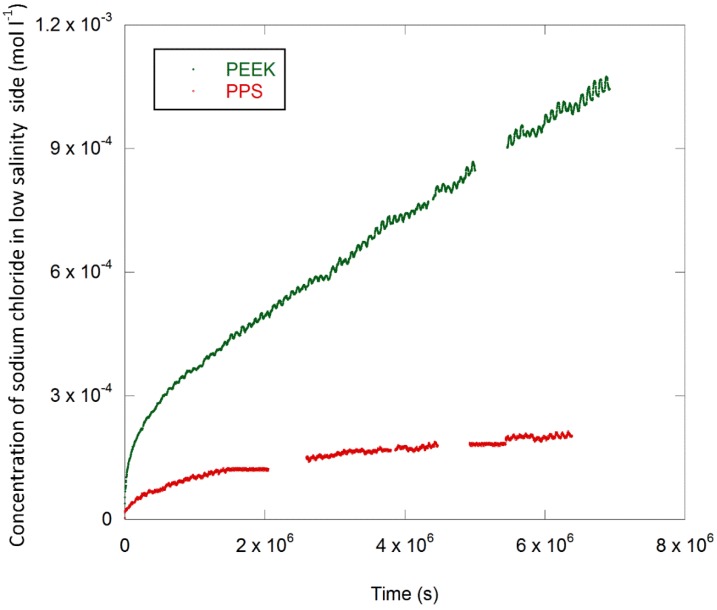 Concentration of sodium chloride in low salinity side (mol l⁻¹)
1.2 x 10⁻³
9 x 10⁻⁴
6 x 10⁻⁴
3 x 10⁻⁴
0
PEEK
PPS
0 2 x 10⁶ 4 x 10⁶ 6 x 10⁶ 8 x 10⁶
Time (s)